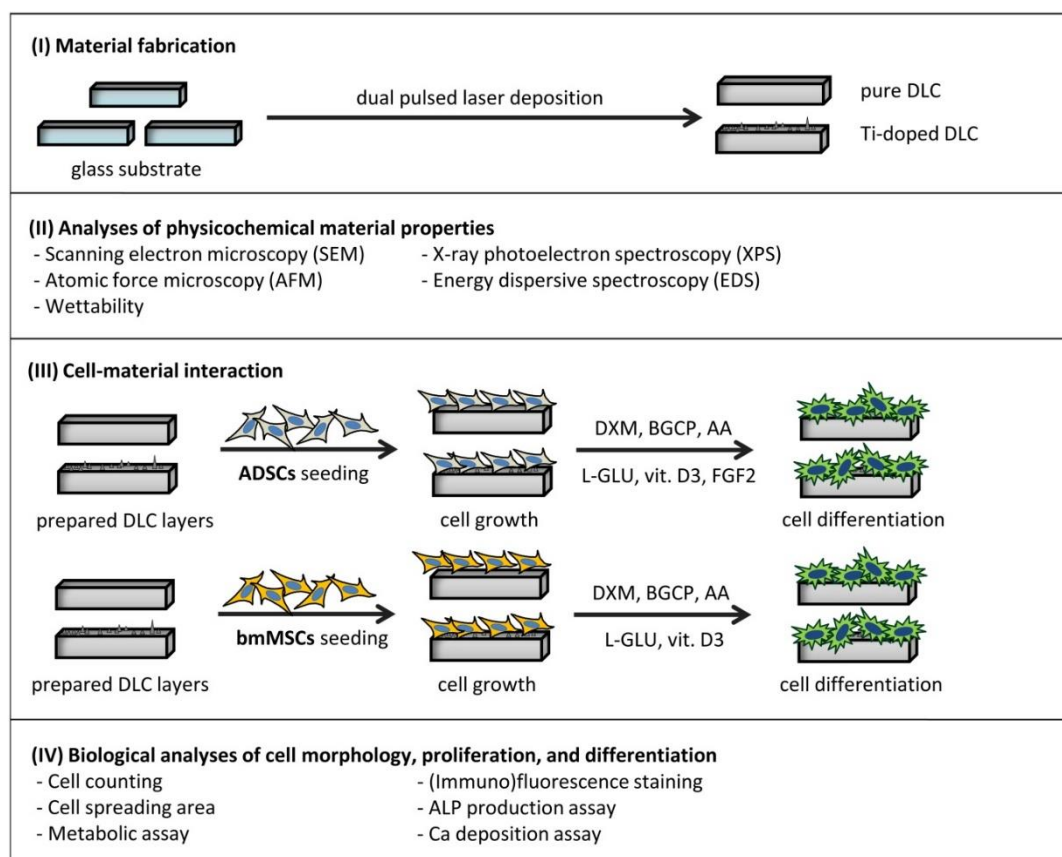 (I) Material fabrication
dual pulsed laser deposition
pure DLC
Ti-doped DLC
glass substrate
(II) Analyses of physicochemical material properties
- Scanning electron microscopy (SEM)
- X-ray photoelectron spectroscopy (XPS)
- Atomic force microscopy (AFM)
- Energy dispersive spectroscopy (EDS)
- Wettability
(III) Cell-material interaction
prepared DLC layers
ADSCs seeding
cell growth
DXM, BGCP, AA
L-GLU, vit. D3, FGF2
cell differentiation
prepared DLC layers
bmMSCs seeding
cell growth
DXM, BGCP, AA
L-GLU, vit. D3
cell differentiation
(IV) Biological analyses of cell morphology, proliferation, and differentiation
- Cell counting
- (Immuno)fluorescence staining
- Cell spreading area
- ALP production assay
- Metabolic assay
- Ca deposition assay